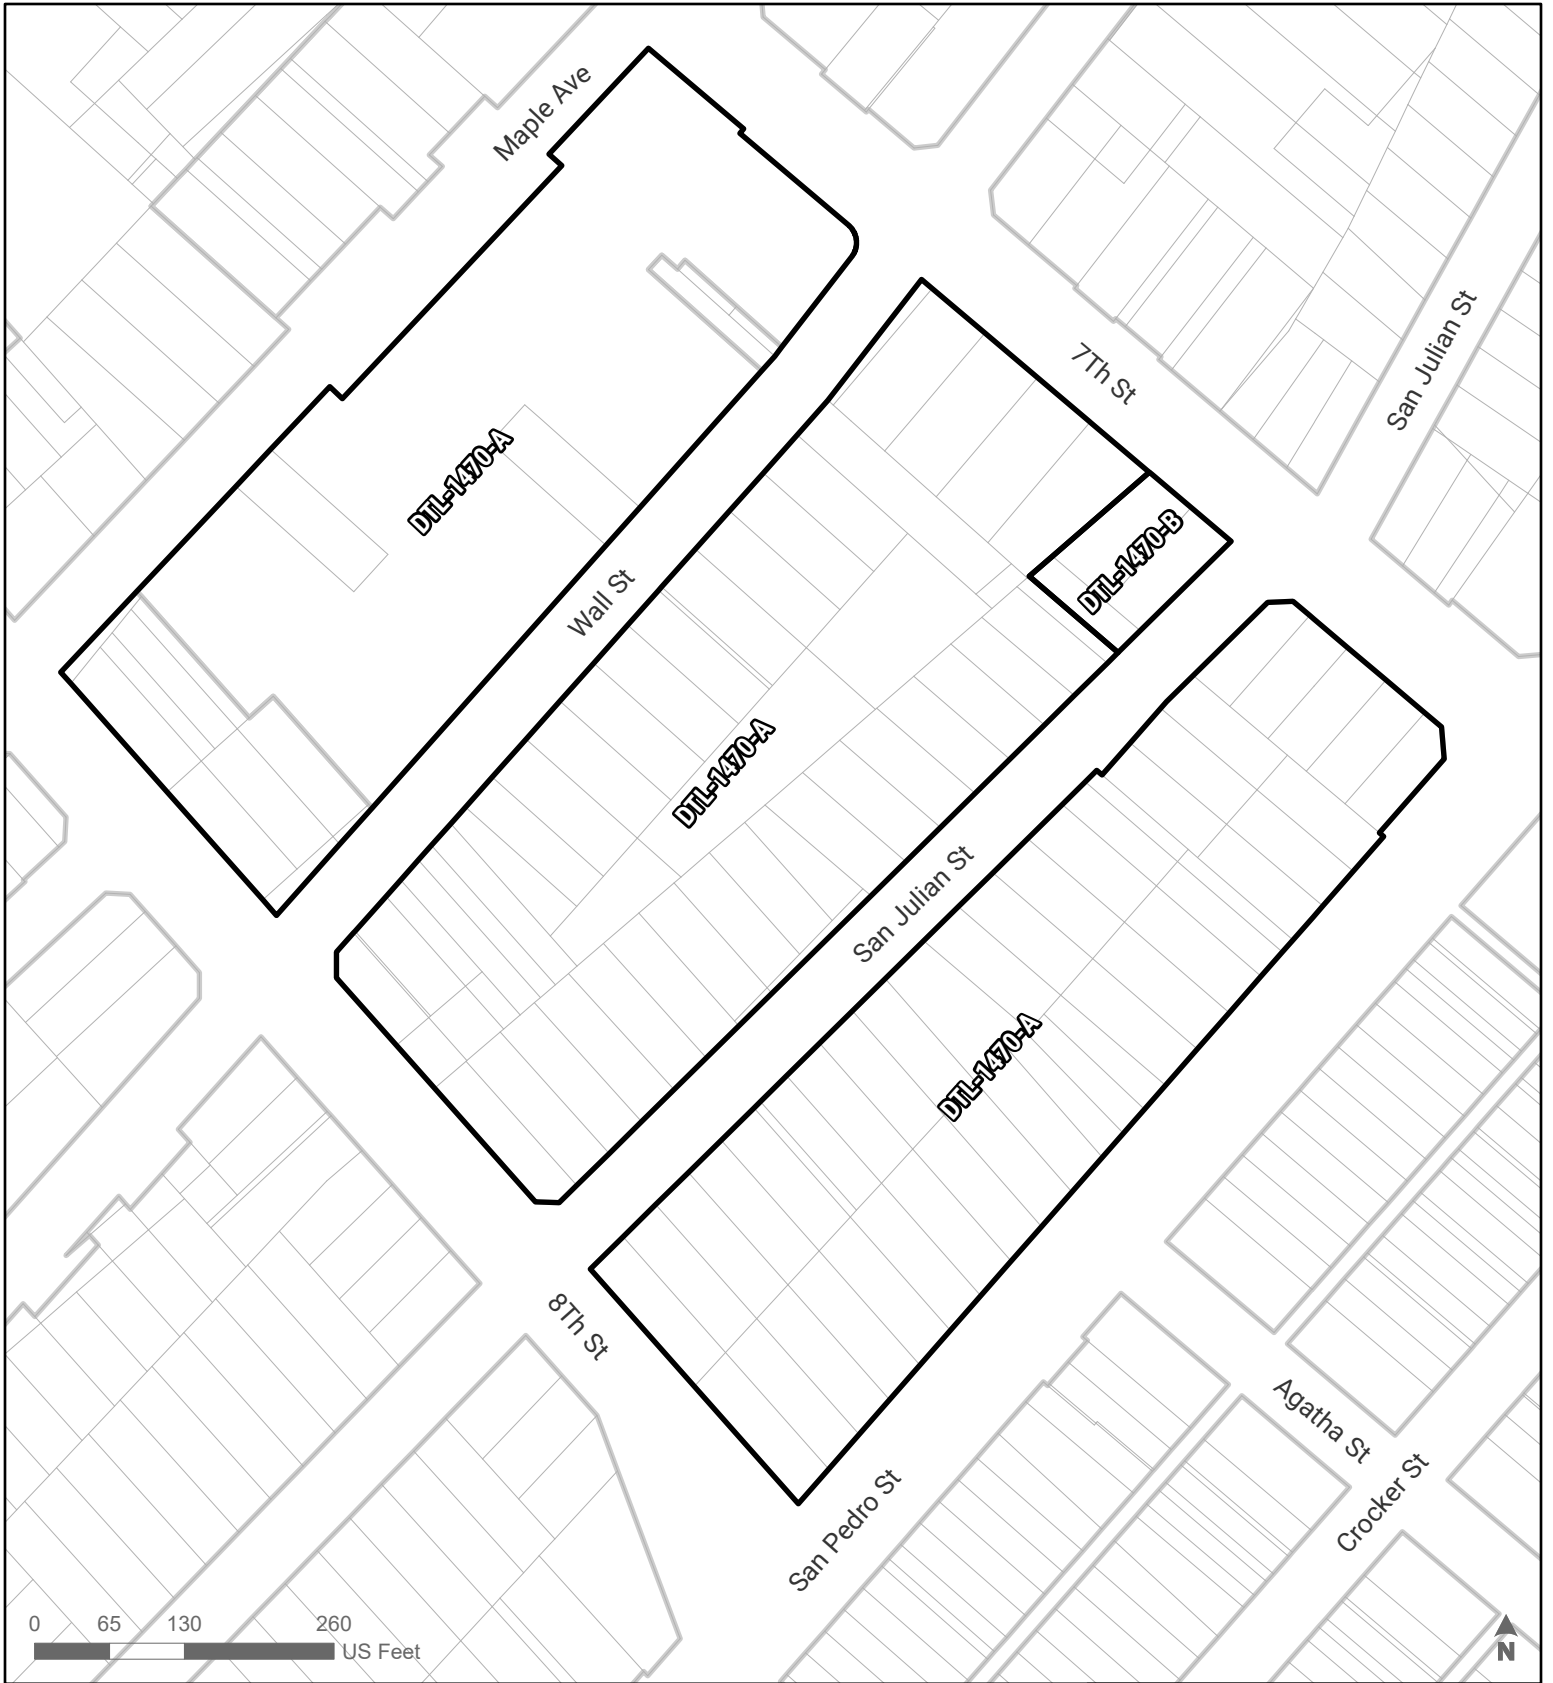 Maple Ave
7Th St
San Julian St
DTL-1470-A
DTL-1470-B
Wall St
DTL-1470-A
San Julian St
DTL-1470-A
8Th St
Agatha St
Crocker St
San Pedro St
0 65 130 260
US Feet
N